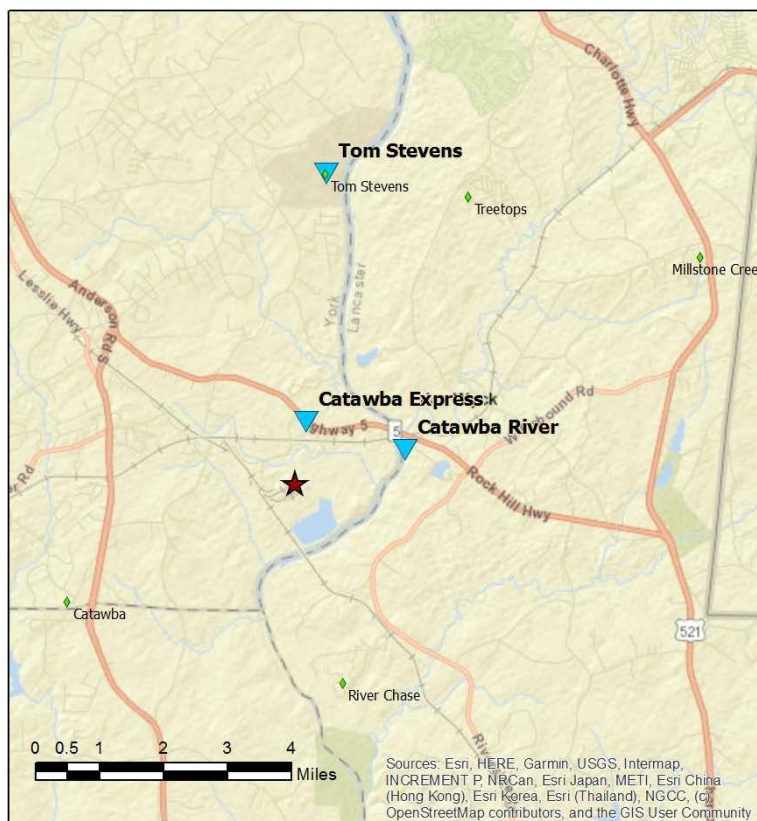 Charlotte Hwy
Tom Stevens
Tom Stevens
Treetops
Millstone Cree
Lesslie Hwy
Anderson Rd S
York
Lancaster
Catawba Express
Catawba River
Highway 5
5
Rock Hill Hwy
er Rd
Catawba
521
River Chase
0 0.5 1 2 3 4
Miles
Sources: Esri, HERE, Garmin, USGS, Intermap,
INCREMENT P, NRCan, Esri Japan, METI, Esri China
(Hong Kong), Esri Korea, Esri (Thailand), NGCC, (c)
OpenStreetMap contributors, and the GIS User Community